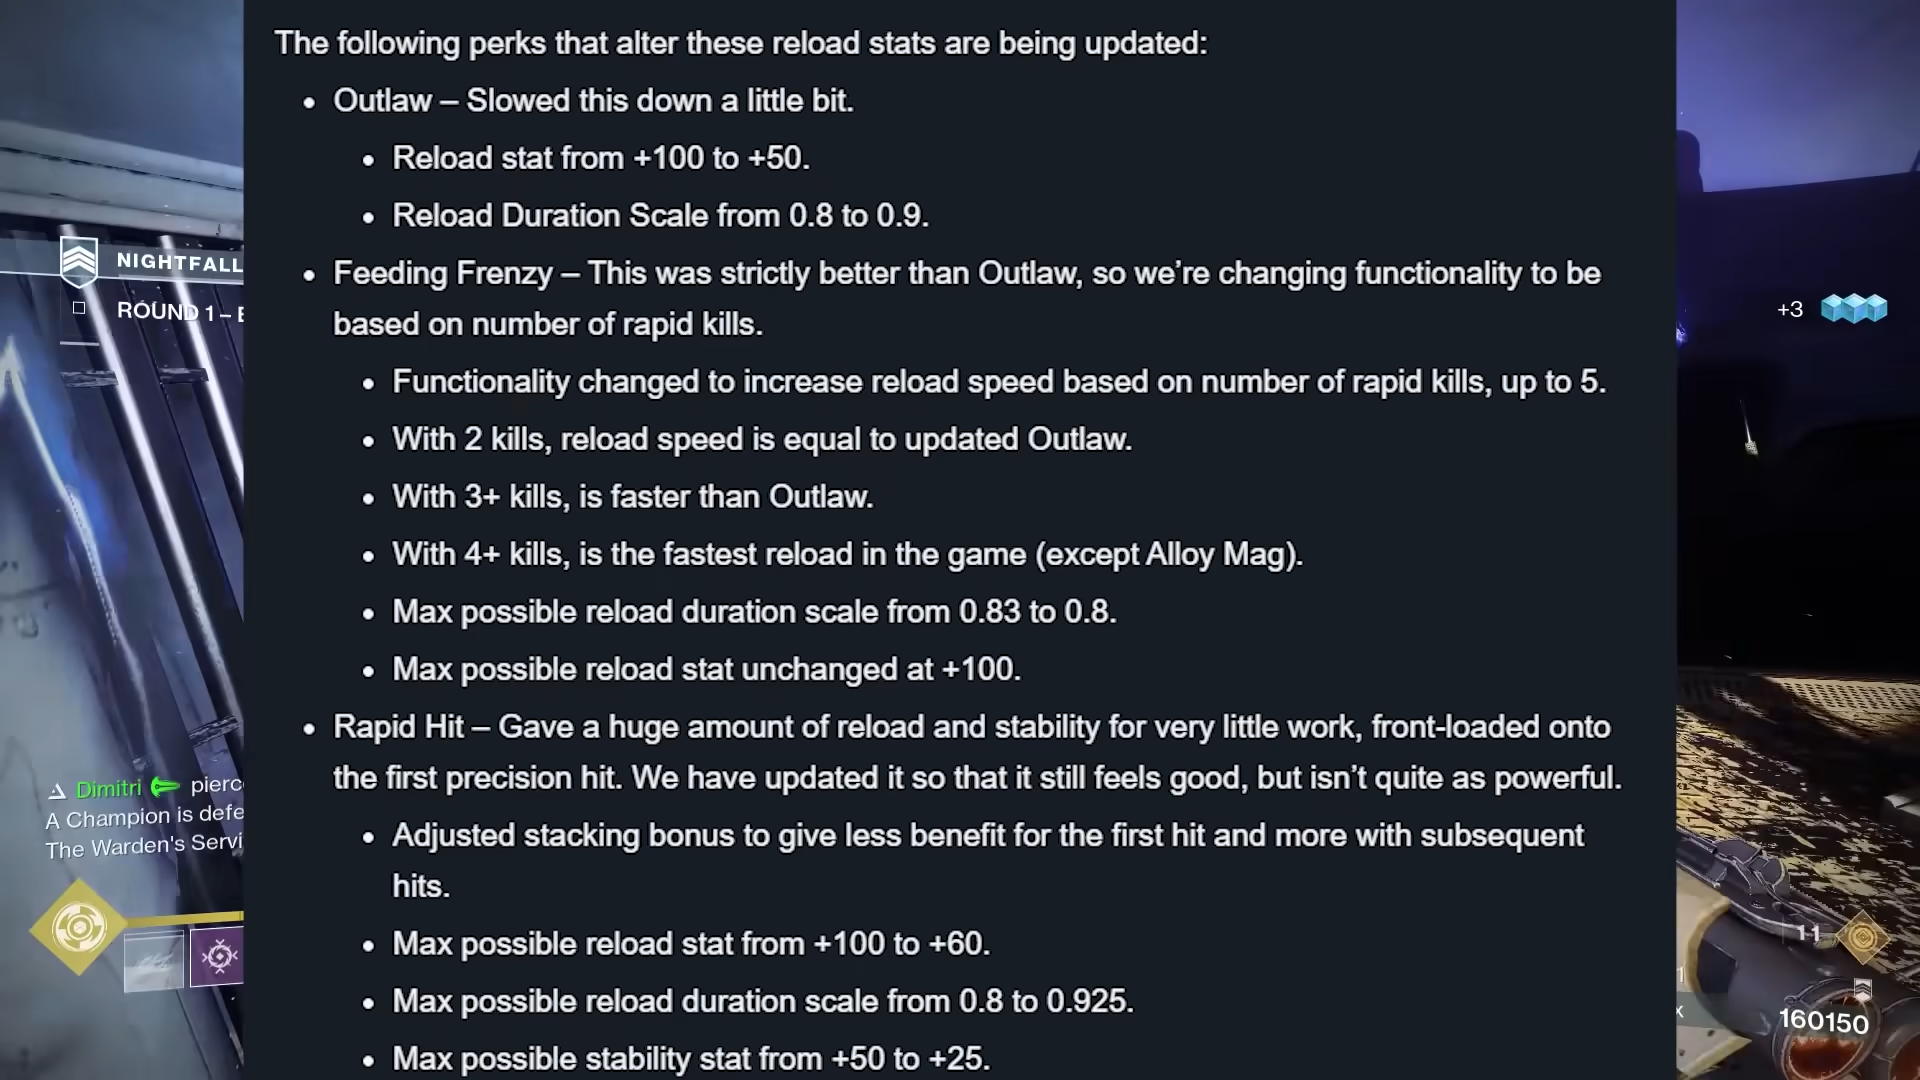 The following perks that alter these reload stats are being updated:
• Outlaw – Slowed this down a little bit.
• Reload stat from +100 to +50.
• Reload Duration Scale from 0.8 to 0.9.
NIGHTFALL
ROUND 1 –
• Feeding Frenzy – This was strictly better than Outlaw, so we’re changing functionality to be
based on number of rapid kills.
+3
• Functionality changed to increase reload speed based on number of rapid kills, up to 5.
• With 2 kills, reload speed is equal to updated Outlaw.
• With 3+ kills, is faster than Outlaw.
• With 4+ kills, is the fastest reload in the game (except Alloy Mag).
• Max possible reload duration scale from 0.83 to 0.8.
• Max possible reload stat unchanged at +100.
• Rapid Hit – Gave a huge amount of reload and stability for very little work, front-loaded onto
the first precision hit. We have updated it so that it still feels good, but isn’t quite as powerful.
Dimitri pierc
A Champion is defe
The Warden's Servi
• Adjusted stacking bonus to give less benefit for the first hit and more with subsequent
hits.
• Max possible reload stat from +100 to +60.
11
• Max possible reload duration scale from 0.8 to 0.925.
160150
• Max possible stability stat from +50 to +25.